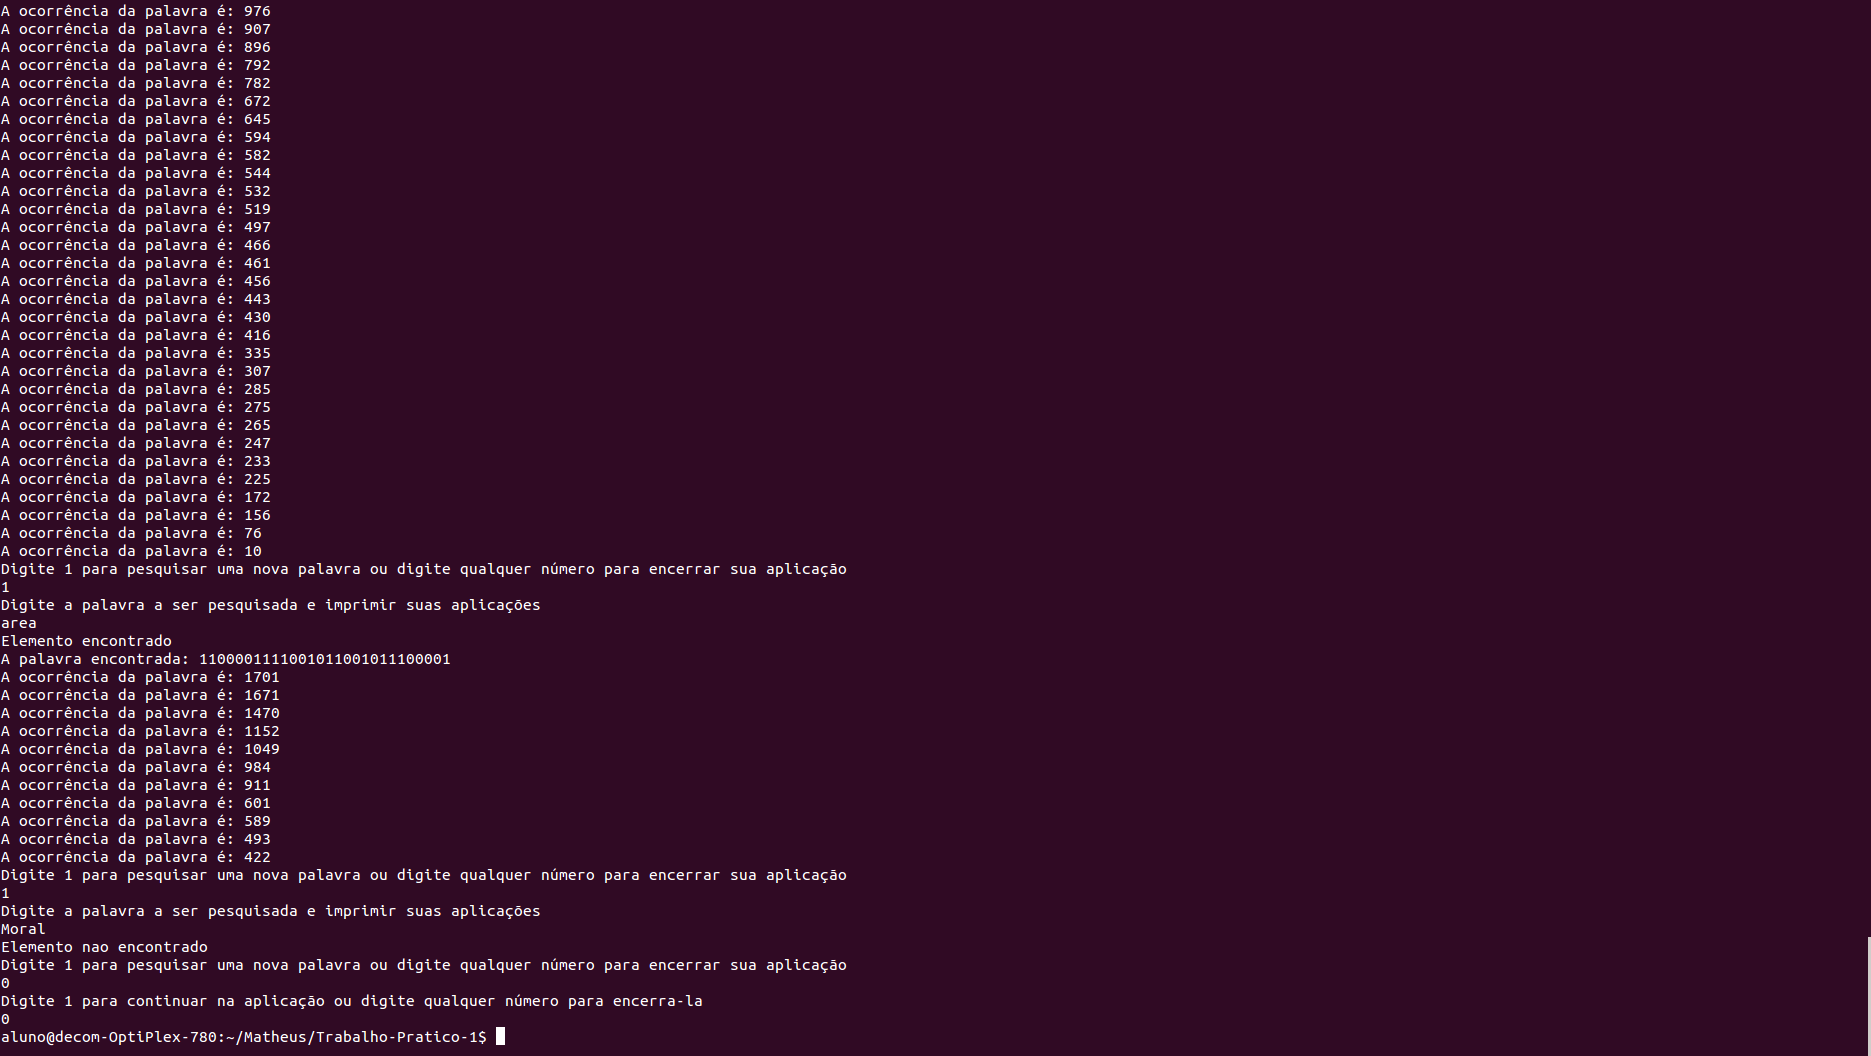 A ocorrência da palavra é: 976
A ocorrência da palavra é: 907
A ocorrência da palavra é: 896
A ocorrência da palavra é: 792
A ocorrência da palavra é: 782
A ocorrência da palavra é: 672
A ocorrência da palavra é: 645
A ocorrência da palavra é: 594
A ocorrência da palavra é: 582
A ocorrência da palavra é: 544
A ocorrência da palavra é: 532
A ocorrência da palavra é: 519
A ocorrência da palavra é: 497
A ocorrência da palavra é: 466
A ocorrência da palavra é: 461
A ocorrência da palavra é: 456
A ocorrência da palavra é: 443
A ocorrência da palavra é: 430
A ocorrência da palavra é: 416
A ocorrência da palavra é: 335
A ocorrência da palavra é: 307
A ocorrência da palavra é: 285
A ocorrência da palavra é: 275
A ocorrência da palavra é: 265
A ocorrência da palavra é: 247
A ocorrência da palavra é: 233
A ocorrência da palavra é: 225
A ocorrência da palavra é: 172
A ocorrência da palavra é: 156
A ocorrência da palavra é: 76
A ocorrência da palavra é: 10
Digite 1 para pesquisar uma nova palavra ou digite qualquer número para encerrar sua aplicação
1
Digite a palavra a ser pesquisada e imprimir suas aplicações
area
Elemento encontrado
A palavra encontrada: 1100001111001011001011100001
A ocorrência da palavra é: 1701
A ocorrência da palavra é: 1671
A ocorrência da palavra é: 1470
A ocorrência da palavra é: 1152
A ocorrência da palavra é: 1049
A ocorrência da palavra é: 984
A ocorrência da palavra é: 911
A ocorrência da palavra é: 601
A ocorrência da palavra é: 589
A ocorrência da palavra é: 493
A ocorrência da palavra é: 422
Digite 1 para pesquisar uma nova palavra ou digite qualquer número para encerrar sua aplicação
1
Digite a palavra a ser pesquisada e imprimir suas aplicações
Moral
Elemento nao encontrado
Digite 1 para pesquisar uma nova palavra ou digite qualquer número para encerrar sua aplicação
0
Digite 1 para continuar na aplicação ou digite qualquer número para encerra-la
0
aluno@decom-OptiPlex-780:~/Matheus/Trabalho-Pratico-1$